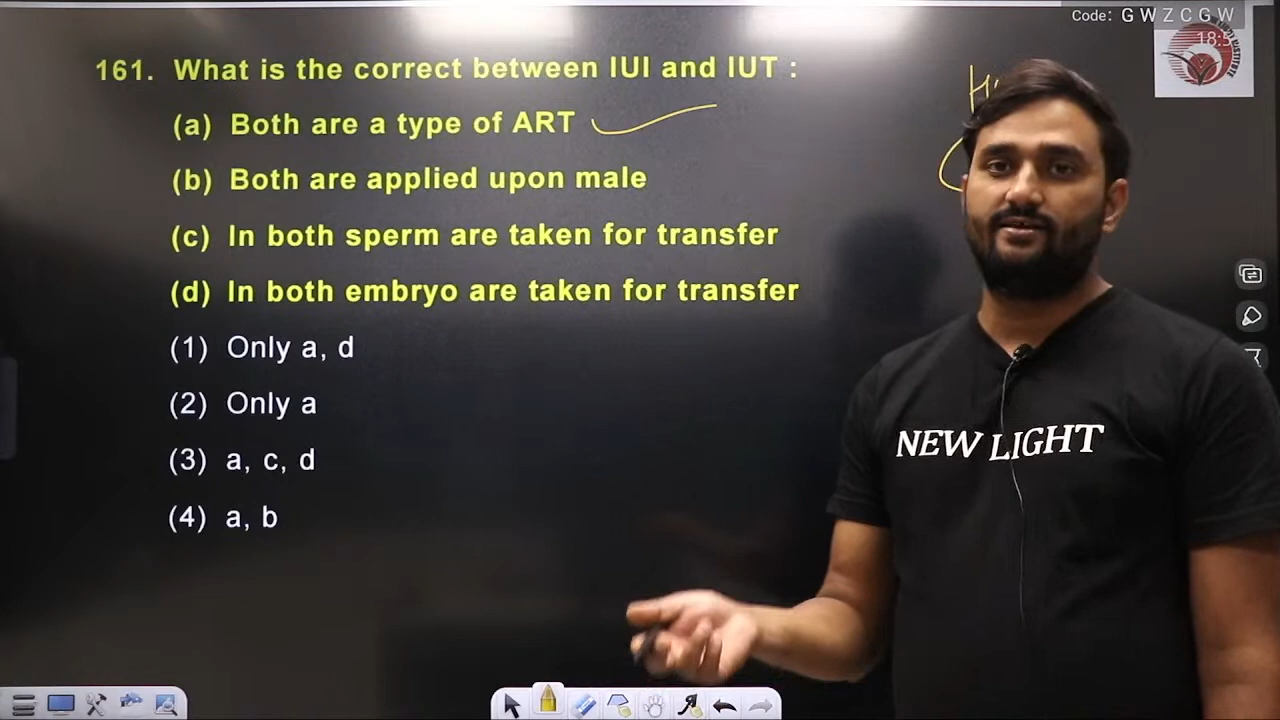 Code: G W Z C G W
18:5
161. What is the correct between IUI and IUT :
(a) Both are a type of ART
(b) Both are applied upon male
(c) In both sperm are taken for transfer
(d) In both embryo are taken for transfer
(1) Only a, d
(2) Only a
(3) a, c, d
(4) a, b
NEW LIGHT